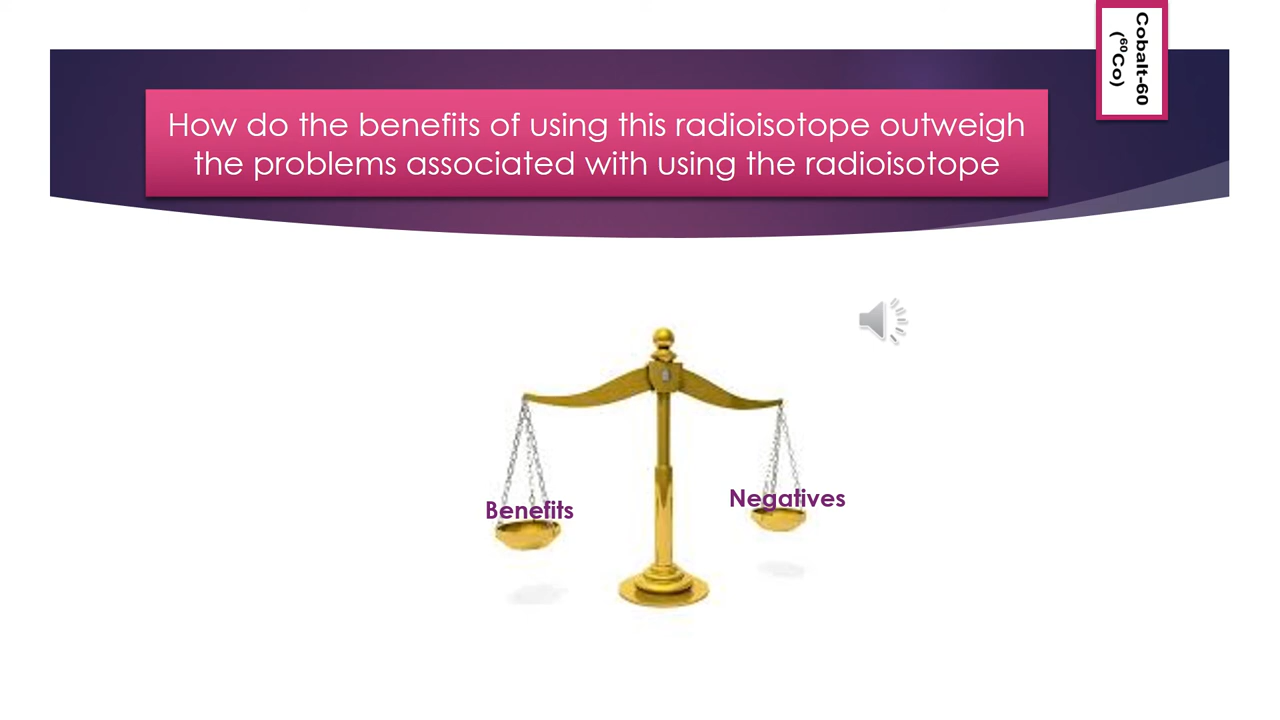 Cobalt-60
(⁶⁰Co)
How do the benefits of using this radioisotope outweigh
the problems associated with using the radioisotope
Benefits
Negatives